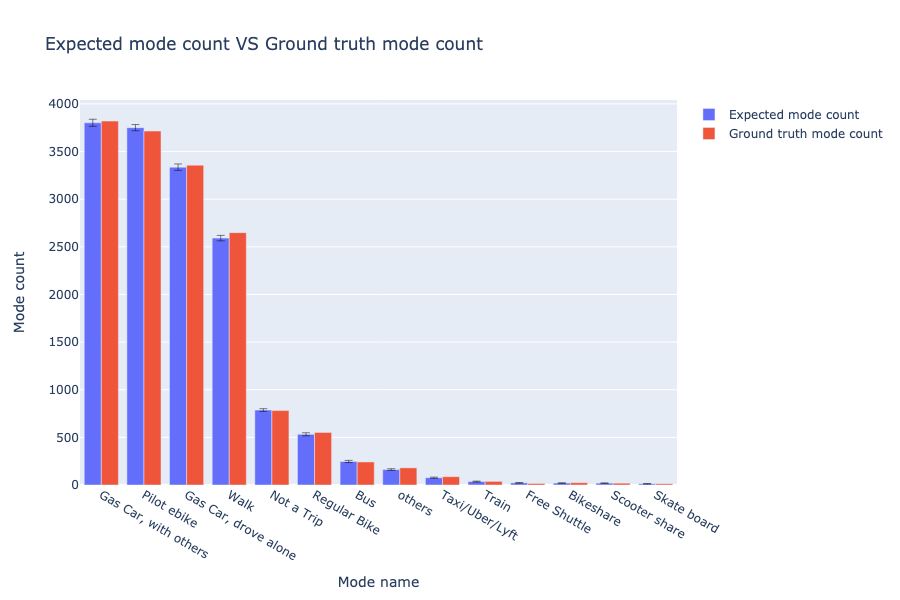 Expected mode count VS Ground truth mode count
Expected mode count
Ground truth mode count
Mode count
4000
3500
3000
2500
2000
1500
1000
500
0
Gas Car, with others
Pilot ebike
Gas Car, drove alone
Walk
Not a Trip
Regular Bike
Bus
others
Taxi/Uber/Lyft
Train
Free Shuttle
Bikeshare
Scooter share
Skate board
Mode name